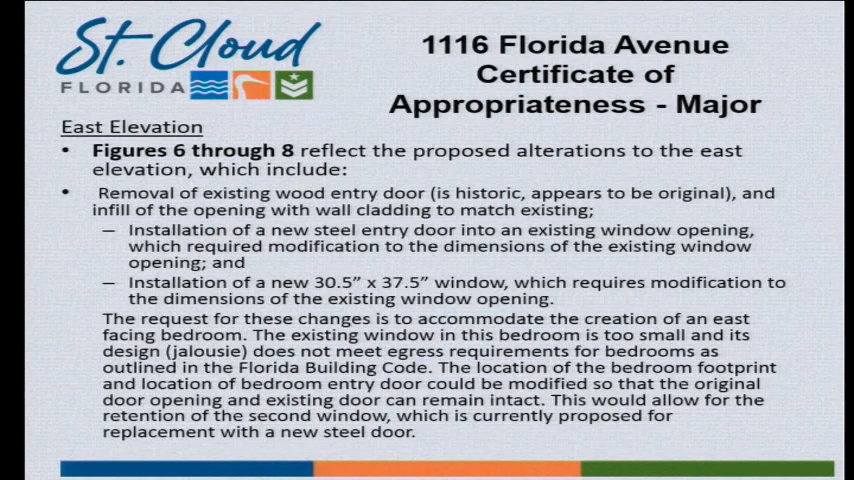 St. Cloud
FLORIDA
1116 Florida Avenue
Certificate of
Appropriateness - Major
East Elevation
• Figures 6 through 8 reflect the proposed alterations to the east
elevation, which include:
• Removal of existing wood entry door (is historic, appears to be original), and
infill of the opening with wall cladding to match existing;
– Installation of a new steel entry door into an existing window opening,
which required modification to the dimensions of the existing window
opening; and
– Installation of a new 30.5” x 37.5” window, which requires modification to
the dimensions of the existing window opening.
The request for these changes is to accommodate the creation of an east
facing bedroom. The existing window in this bedroom is too small and its
design (jalousie) does not meet egress requirements for bedrooms as
outlined in the Florida Building Code. The location of the bedroom footprint
and location of bedroom entry door could be modified so that the original
door opening and existing door can remain intact. This would allow for the
retention of the second window, which is currently proposed for
replacement with a new steel door.